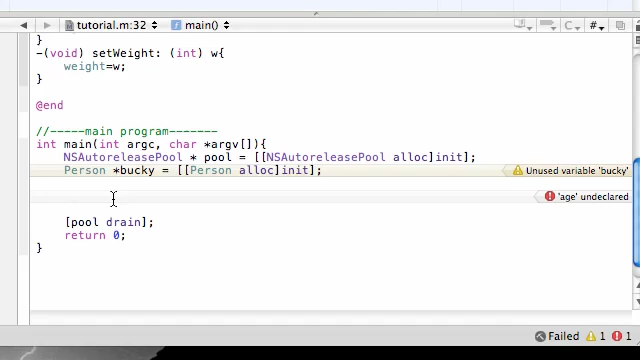 tutorial.m:32 f main()
#
}
-(void) setWeight: (int) w{
weight=w;
}
@end
//-----main program-------
int main(int argc, char *argv[]){
NSAutoreleasePool * pool = [[NSAutoreleasePool alloc]init];
Person *bucky = [[Person alloc]init]; Unused variable 'bucky'
'age' undeclared
[pool drain];
return 0;
}
Failed 1 1